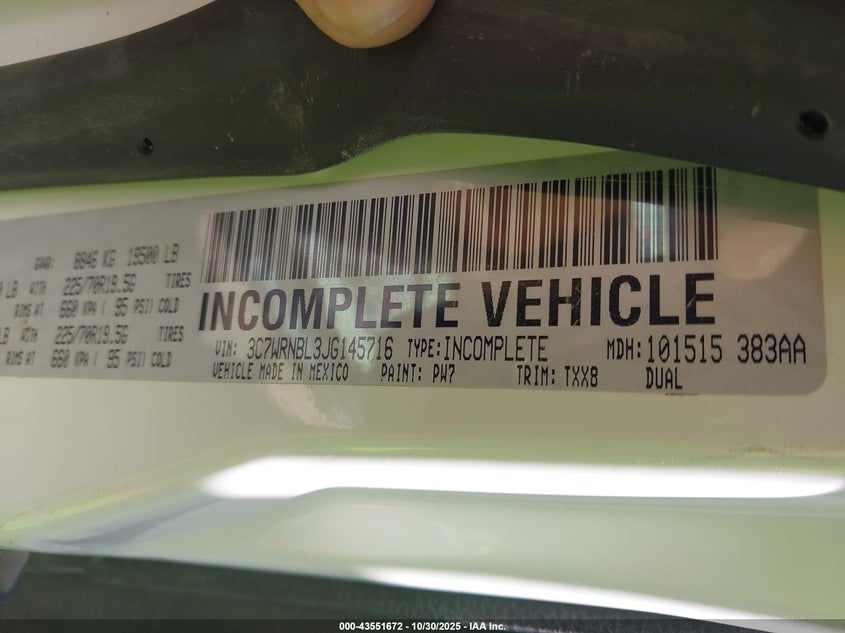 GVWR: 8846 KG 19500 LB
LB WITH 225/70R19.5G TIRES
RIMS AT 660 KPA ( 95 PSI) COLD
LB WITH 225/70R19.5G TIRES
RIMS AT 660 KPA ( 95 PSI) COLD
INCOMPLETE VEHICLE
VIN: 3C7WRNBL3JG145716 TYPE:INCOMPLETE MDH:101515 383AA
VEHICLE MADE IN MEXICO PAINT: PW7 TRIM: TXX8 DUAL
000-43551672 - 10/30/2025 - IAA Inc.